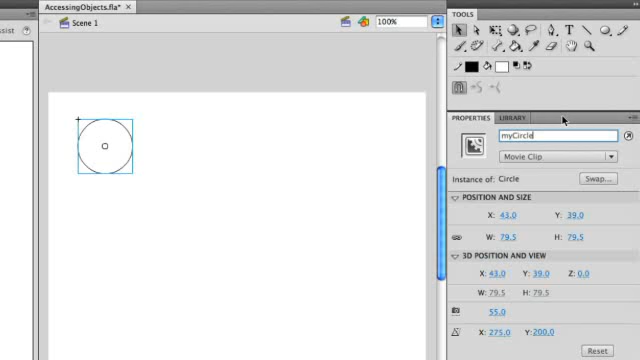 AccessingObjects.fla*
Scene 1
100%
ssist
TOOLS
PROPERTIES
LIBRARY
myCircle
Movie Clip
Instance of: Circle
Swap...
POSITION AND SIZE
X: 43.0 Y: 39.0
W: 79.5 H: 79.5
3D POSITION AND VIEW
X: 43.0 Y: 39.0 Z: 0.0
W: 79.5 H: 79.5
55.0
X: 275.0 Y: 200.0
Reset